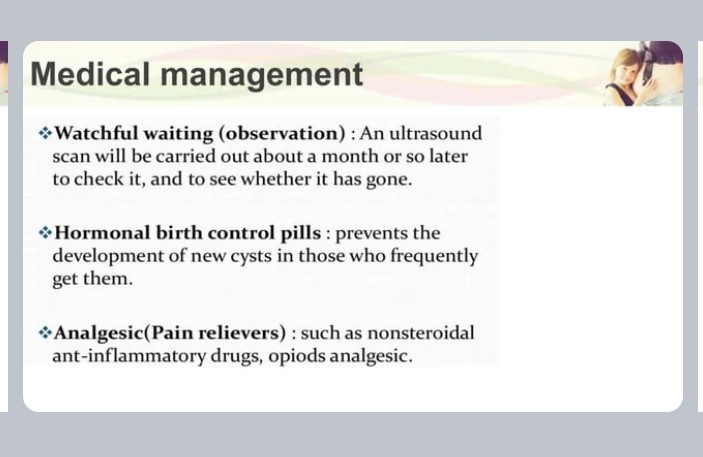 Medical management
❖Watchful waiting (observation) : An ultrasound
scan will be carried out about a month or so later
to check it, and to see whether it has gone.
❖Hormonal birth control pills : prevents the
development of new cysts in those who frequently
get them.
❖Analgesic(Pain relievers) : such as nonsteroidal
ant-inflammatory drugs, opiods analgesic.